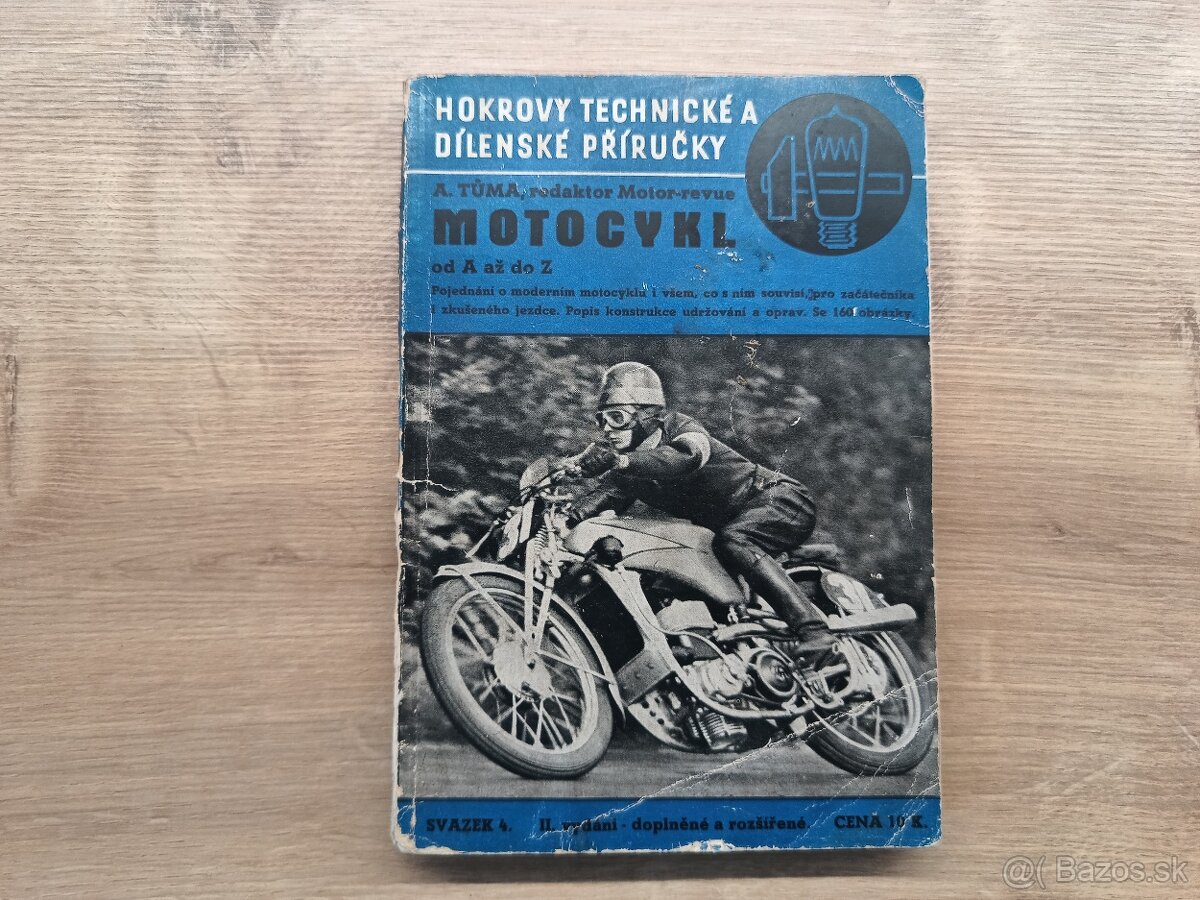 HOKROVY TECHNICKÉ A
DÍLENSKÉ PŘÍRUČKY
A. TŮMA, redaktor Motor-revue
MOTOCYKL
od A až do Z
Pojednání o moderním motocyklu i všem, co s ním souvisí, pro začátečníka
i zkušeného jezdce. Popis konstrukce udržování a oprav. Se 160 obrázky.
SVAZEK 4. II. vydání - doplněné a rozšířené. CENA 10 K.
@( Bazos.sk